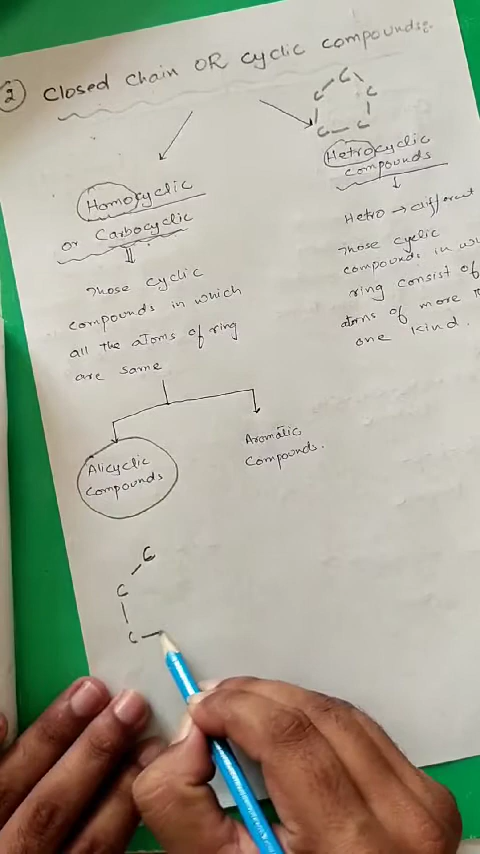 2 Closed Chain OR Cyclic Compounds:-
C
C C
C — C
Homocyclic
or Carbocyclic
Those cyclic
compounds in which
all the atoms of ring
are same
Hetrocyclic
compounds
Hetro → different
Those cyclic
compounds in
ring consist of
atoms of more
one kind.
Alicyclic
Compounds
Aromatic
Compounds.
C
C
C —